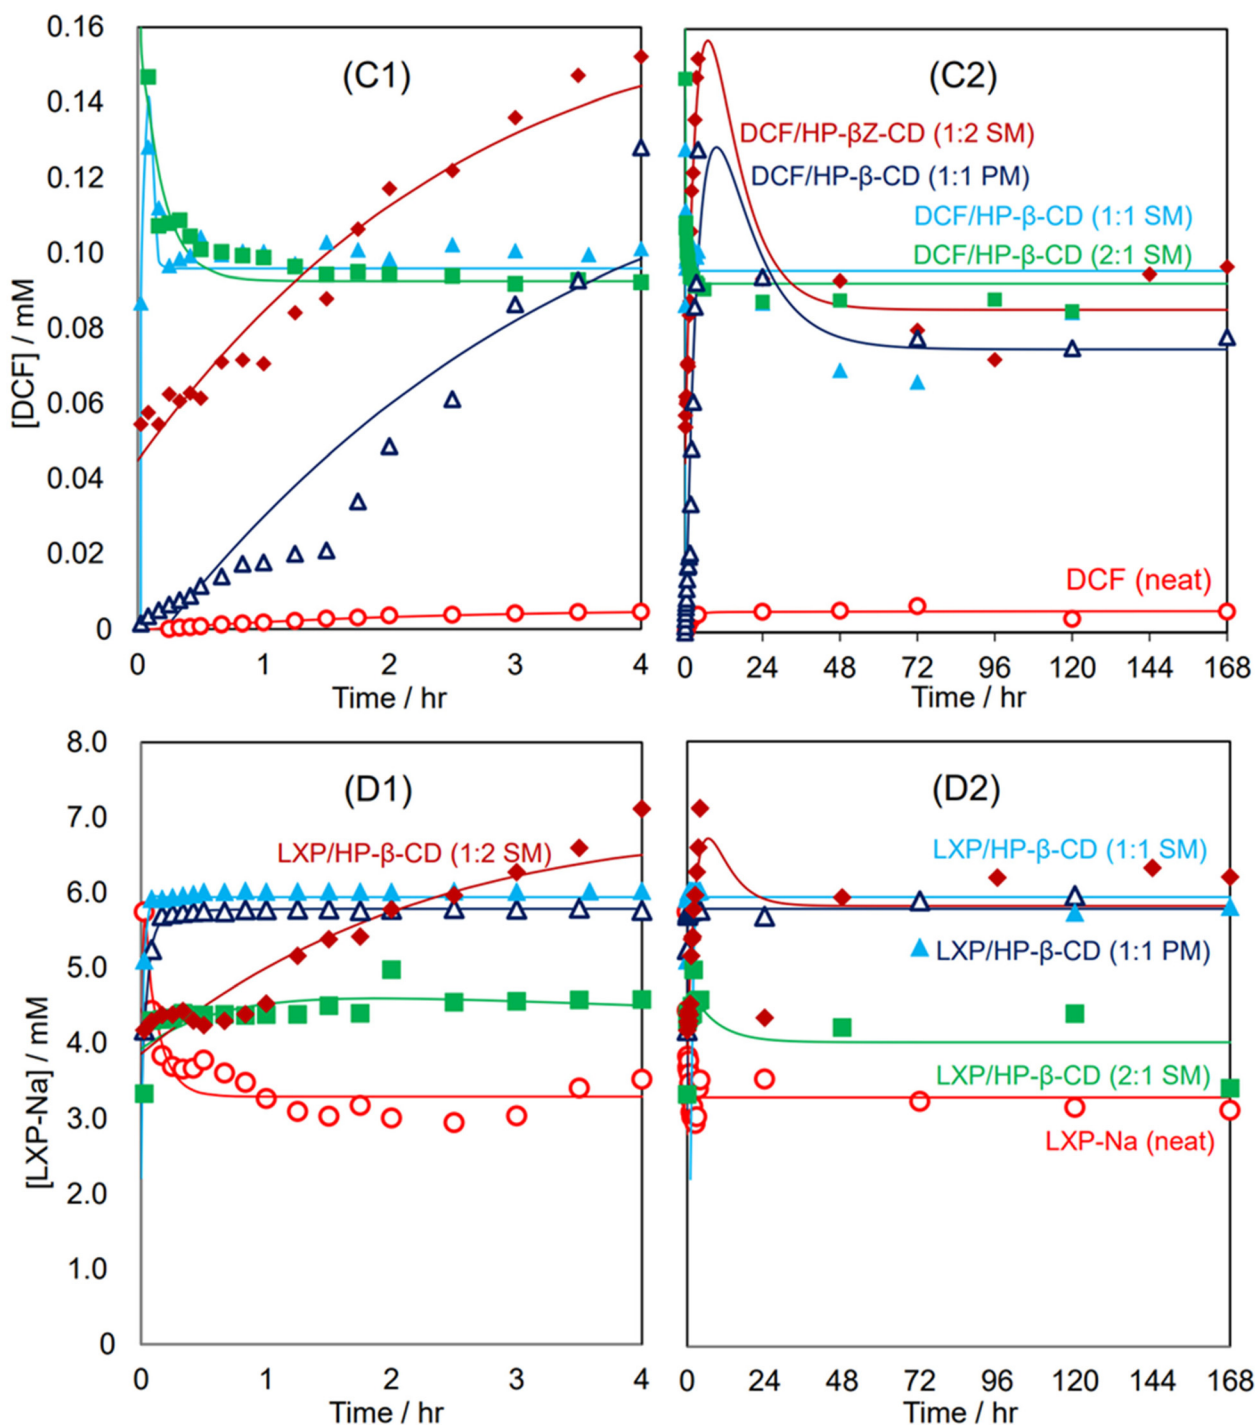 0.16
0.14
0.12
0.10
0.08
0.06
0.04
0.02
0
[DCF] / mM
(C1)
0 1 2 3 4
Time / hr
(C2)
DCF/HP-βZ-CD (1:2 SM)
DCF/HP-β-CD (1:1 PM)
DCF/HP-β-CD (1:1 SM)
DCF/HP-β-CD (2:1 SM)
DCF (neat)
0 24 48 72 96 120 144 168
Time / hr
8.0
7.0
6.0
5.0
4.0
3.0
2.0
1.0
0
[LXP-Na] / mM
(D1)
LXP/HP-β-CD (1:2 SM)
0 1 2 3 4
Time / hr
(D2)
LXP/HP-β-CD (1:1 SM)
LXP/HP-β-CD (1:1 PM)
LXP/HP-β-CD (2:1 SM)
LXP-Na (neat)
0 24 48 72 96 120 144 168
Time / hr